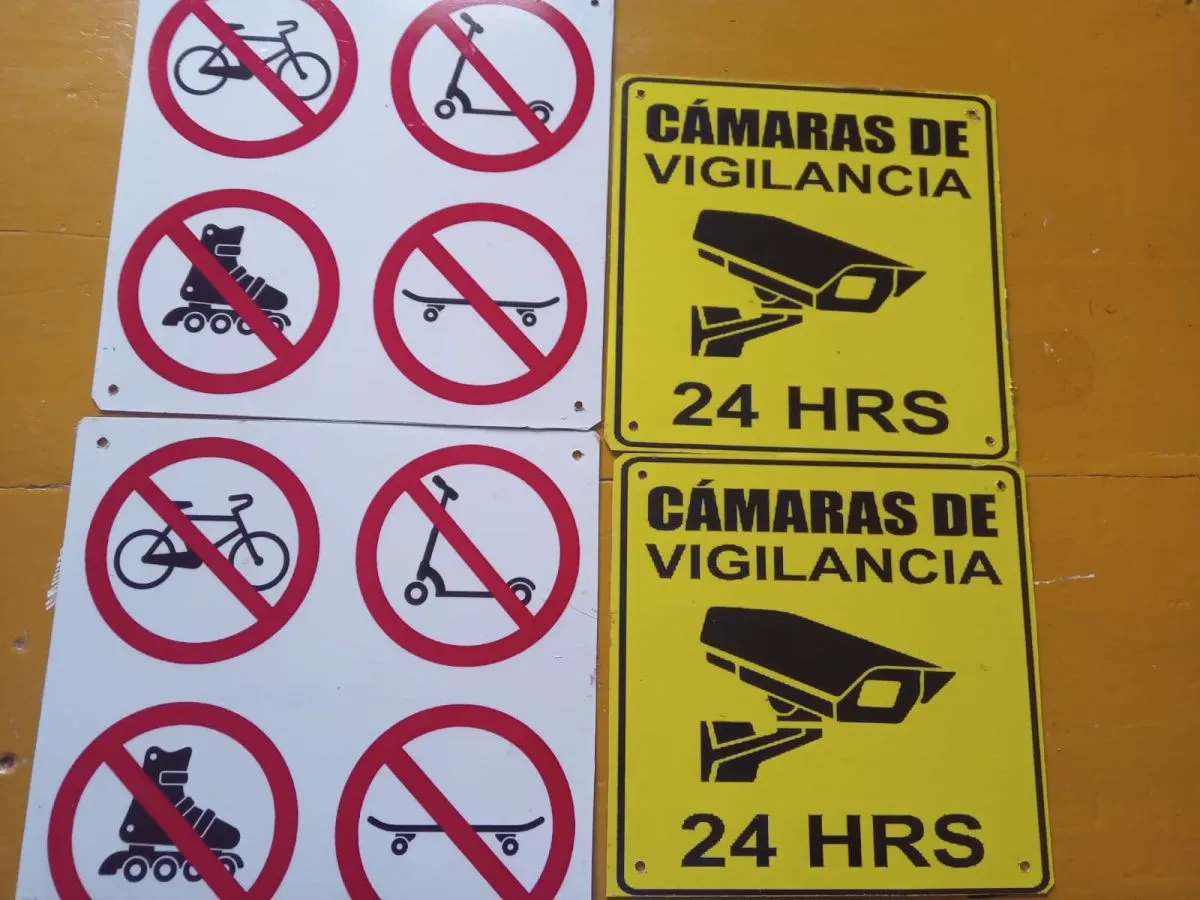 CÁMARAS DE
VIGILANCIA
24 HRS
CÁMARAS DE
VIGILANCIA
24 HRS